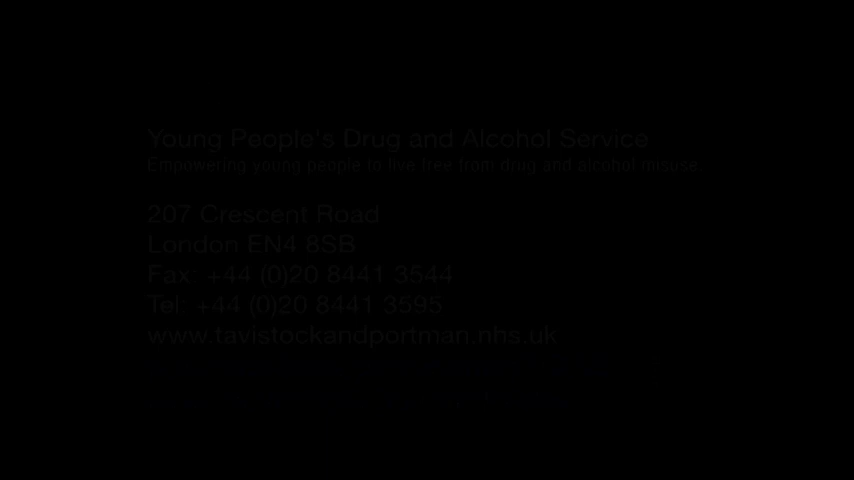 Young People's Drug and Alcohol Service
Empowering young people to live free from drug and alcohol misuse.
207 Crescent Road
London EN4 8SB
Fax: +44 (0)20 8441 3544
Tel: +44 (0)20 8441 3595
www.tavistockandportman.nhs.uk